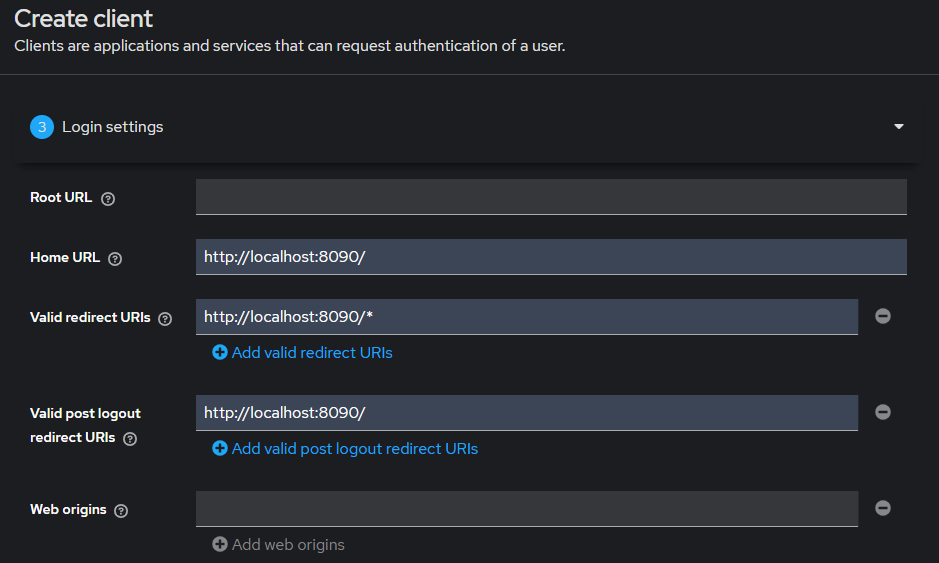 Create client
Clients are applications and services that can request authentication of a user.
3 Login settings
Root URL
Home URL http://localhost:8090/
Valid redirect URIs http://localhost:8090/*
Add valid redirect URIs
Valid post logout
redirect URIs http://localhost:8090/
Add valid post logout redirect URIs
Web origins
Add web origins